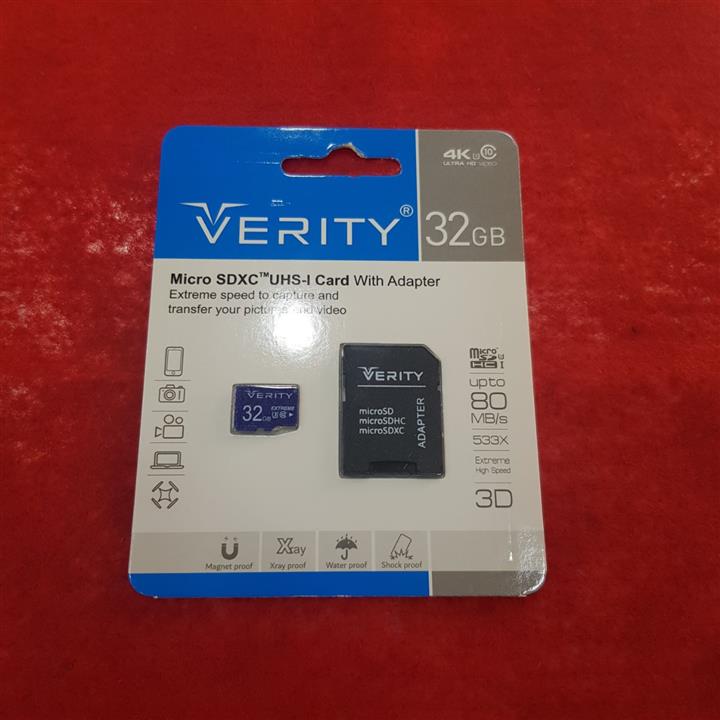 4K U 10
ULTRA HD VIDEO
VERITY®
32GB
Micro SDXC™UHS-I Card With Adapter
Extreme speed to capture and
transfer your pictures and video
VERITY
32GB
EXTREME
U3 10
VERITY
microSD
microSDHC
microSDXC
ADAPTER
micro
HC I
upto
80
MB/s
533X
Extreme
High Speed
3D
Magnet proof
Xray
Xray proof
Water proof
Shock proof